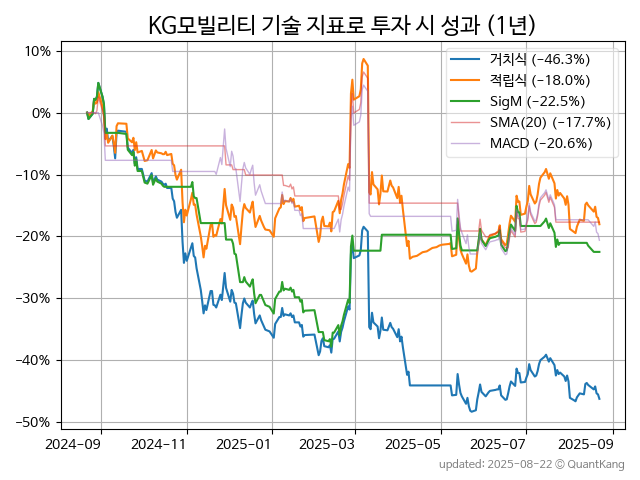 KG모빌리티 기술 지표로 투자 시 성과 (1년)
10%
0%
−10%
−20%
−30%
−40%
−50%
거치식 (−46.3%)
적립식 (−18.0%)
SigM (−22.5%)
SMA(20) (−17.7%)
MACD (−20.6%)
2024-09
2024-11
2025-01
2025-03
2025-05
2025-07
2025-09
updated: 2025-08-22 © QuantKang